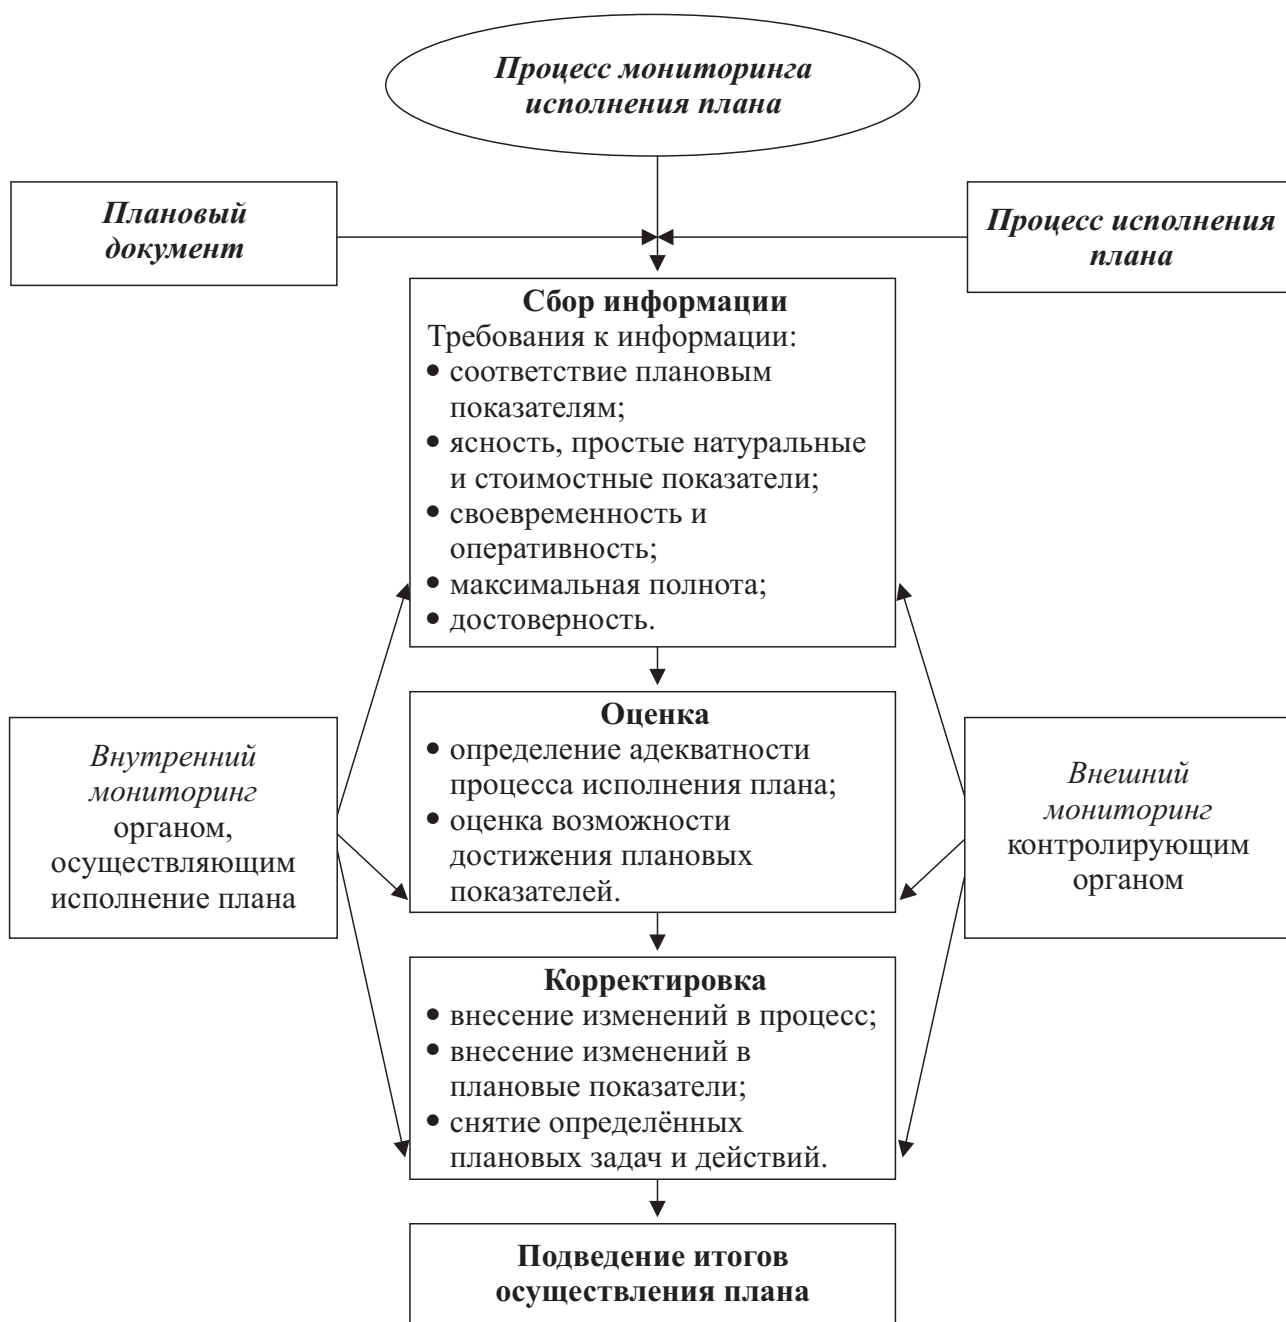 Процесс мониторинга
исполнения плана
Плановый
документ
Процесс исполнения
плана
Сбор информации
Требования к информации:
• соответствие плановым
показателям;
• ясность, простые натуральные
и стоимостные показатели;
• своевременность и
оперативность;
• максимальная полнота;
• достоверность.
Внутренний
мониторинг
органом,
осуществляющим
исполнение плана
Оценка
• определение адекватности
процесса исполнения плана;
• оценка возможности
достижения плановых
показателей.
Внешний
мониторинг
контролирующим
органом
Корректировка
• внесение изменений в процесс;
• внесение изменений в
плановые показатели;
• снятие определённых
плановых задач и действий.
Подведение итогов
осуществления плана